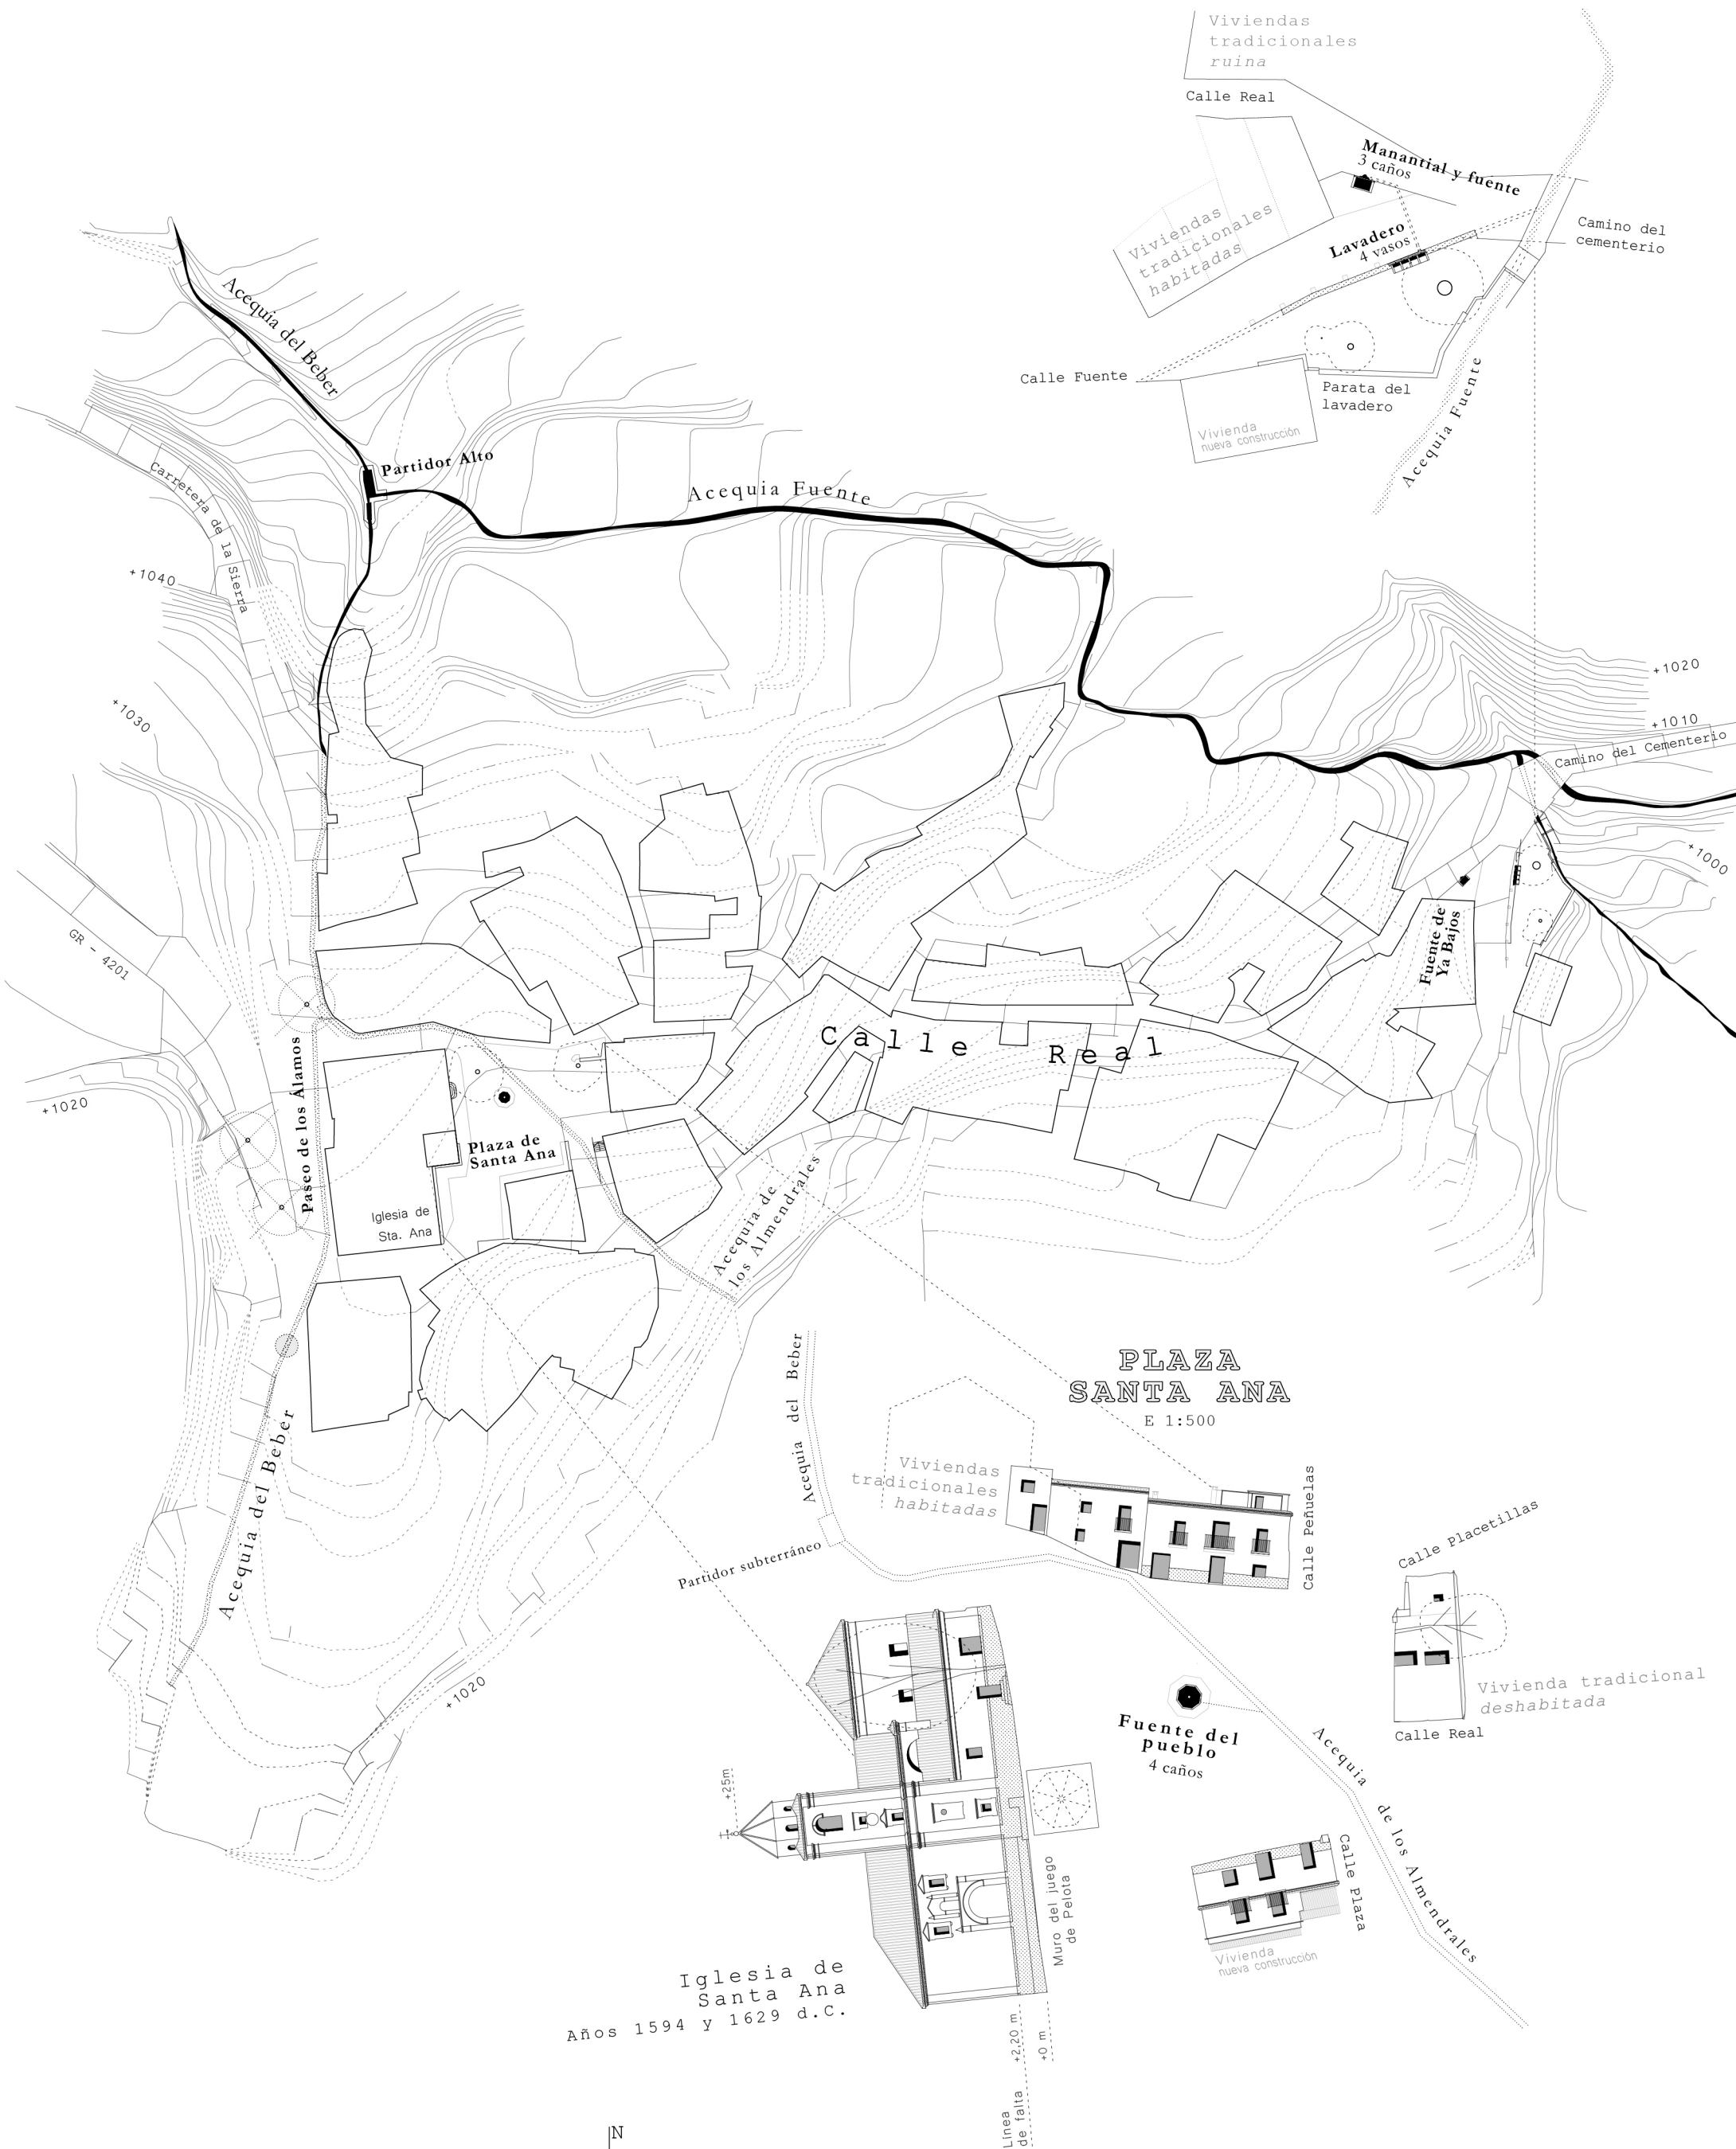 Viviendas
tradicionales
ruina
Calle Real
Manantial y fuente
3 caños
Viviendas
tradicionales
habitadas
Lavadero
4 vasos
Camino del
cementerio
Calle Fuente
Parata del
lavadero
Vivienda
nueva construcción
Acequia Fuente
Acequia del Beber
Partidor Alto
Acequia Fuente
Carretera de la Sierra
+1040
+1030
+1020
+1010
Camino del Cementerio
+1000
GR - 4201
Fuente de
Ya Bajos
Calle Real
+1020
Paseo de los Álamos
Plaza de
Santa Ana
Iglesia de
Sta. Ana
Acequia de
los Almendrales
Acequia del Beber
+1020
PLAZA
SANTA ANA
E 1:500
Acequia del Beber
Viviendas
tradicionales
habitadas
Calle Peñuelas
Partidor subterráneo
Calle Placetillas
Vivienda tradicional
deshabitada
Calle Real
Fuente del
pueblo
4 caños
Acequia de los Almendrales
+25m
Muro del juego
de Pelota
Calle Plaza
Vivienda
nueva construcción
Iglesia de
Santa Ana
Años 1594 y 1629 d.C.
+2,20 m
+0 m
Línea
de falta
N